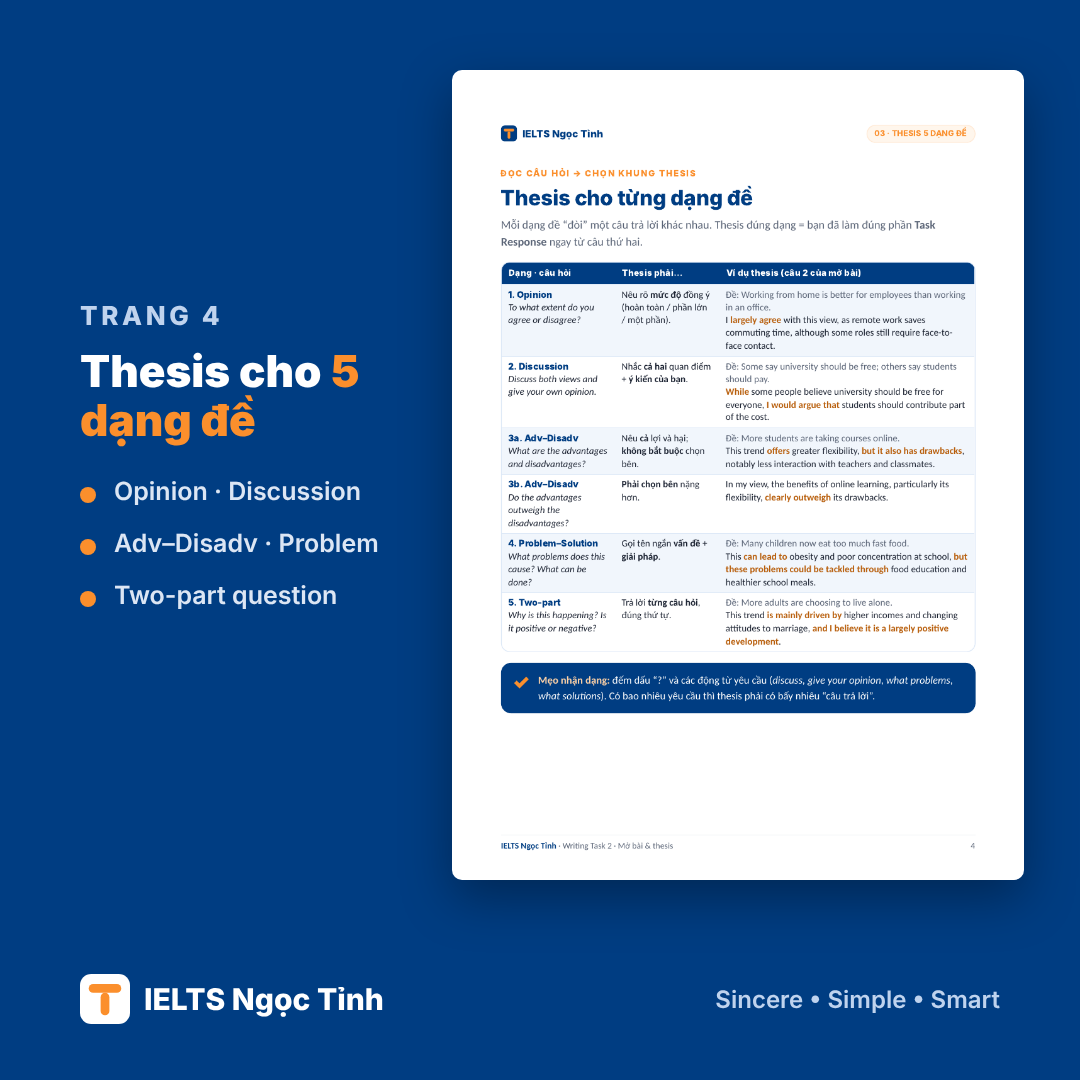 TRANG 4
Thesis cho 5
dạng đề
Opinion · Discussion
Adv–Disadv · Problem
Two-part question
IELTS Ngọc Tỉnh
03 · THESIS 5 DẠNG ĐỀ
ĐỌC CÂU HỎI → CHỌN KHUNG THESIS
Thesis cho từng dạng đề
Mỗi dạng đề “đòi” một câu trả lời khác nhau. Thesis đúng dạng = bạn đã làm đúng phần Task
Response ngay từ câu thứ hai.
Dạng · câu hỏi
Thesis phải…
Ví dụ thesis (câu 2 của mở bài)
1. Opinion
To what extent do you
agree or disagree?
Nêu rõ mức độ đồng ý
(hoàn toàn / phần lớn
/ một phần).
Đề: Working from home is better for employees than working
in an office.
I largely agree with this view, as remote work saves
commuting time, although some roles still require face-to-
face contact.
2. Discussion
Discuss both views and
give your own opinion.
Nhắc cả hai quan điểm
+ ý kiến của bạn.
Đề: Some say university should be free; others say students
should pay.
While some people believe university should be free for
everyone, I would argue that students should contribute part
of the cost.
3a. Adv–Disadv
What are the advantages
and disadvantages?
Nêu cả lợi và hại;
không bắt buộc chọn
bên.
Đề: More students are taking courses online.
This trend offers greater flexibility, but it also has drawbacks,
notably less interaction with teachers and classmates.
3b. Adv–Disadv
Do the advantages
outweigh the
disadvantages?
Phải chọn bên nặng
hơn.
In my view, the benefits of online learning, particularly its
flexibility, clearly outweigh its drawbacks.
4. Problem–Solution
What problems does this
cause? What can be
done?
Gọi tên ngắn vấn đề +
giải pháp.
Đề: Many children now eat too much fast food.
This can lead to obesity and poor concentration at school, but
these problems could be tackled through food education and
healthier school meals.
5. Two-part
Why is this happening? Is
it positive or negative?
Trả lời từng câu hỏi,
đúng thứ tự.
Đề: More adults are choosing to live alone.
This trend is mainly driven by higher incomes and changing
attitudes to marriage, and I believe it is a largely positive
development.
Mẹo nhận dạng: đếm dấu “?” và các động từ yêu cầu (discuss, give your opinion, what problems,
what solutions). Có bao nhiêu yêu cầu thì thesis phải có bấy nhiêu “câu trả lời”.
IELTS Ngọc Tỉnh · Writing Task 2 · Mở bài & thesis
4
IELTS Ngọc Tỉnh
Sincere • Simple • Smart